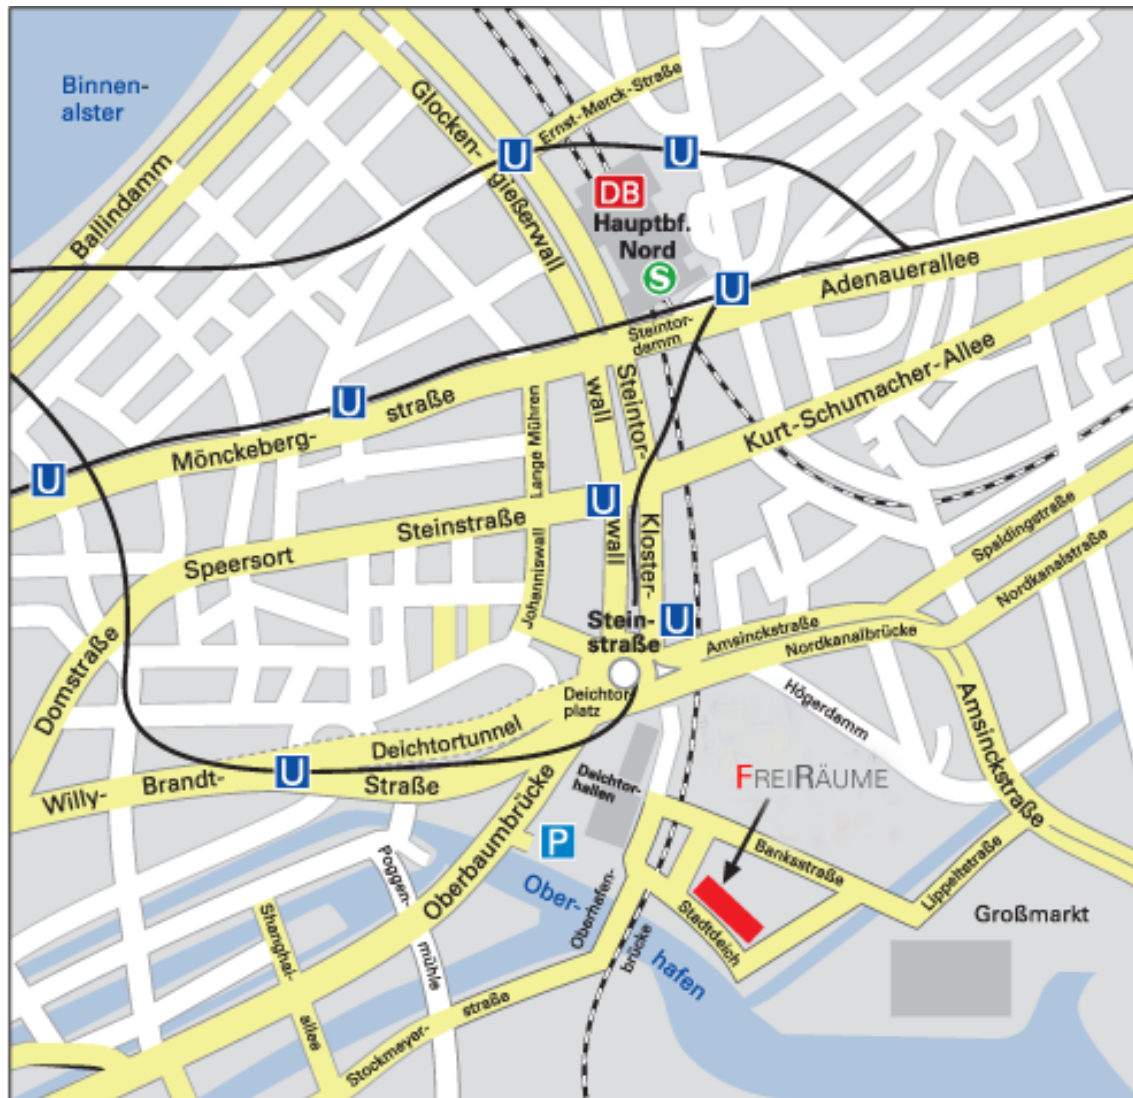 Binnen-
alster
Ballindamm
Glocken-
gießerwall
Ernst-Merck-Straße
U
U
DB
Hauptbf.
Nord
S
U
Adenauerallee
Steintor-
damm
Kurt-Schumacher-Allee
U
Mönckeberg-
straße
U
Lange Mühren
wall
Steintor-
wall
U
Steinstraße
Speersort
Johanniswall
Kloster-
Spaldingstraße
Nordkanalstraße
Domstraße
Stein-
straße
U
Amsinckstraße
Nordkanalbrücke
Deichtor
platz
Högerdamm
Amsinckstraße
Deichtortunnel
U
Willy-
Brandt-
Straße
Deichtor-
hallen
FREIRÄUME
P
Oberbaumbrücke
Poggen-
mühle
Banksstraße
Lippeltstraße
Großmarkt
Ober-
hafen
Oberhafen-
brücke
Stadtdeich
Shanghai-
allee
Stockmeyer-
straße